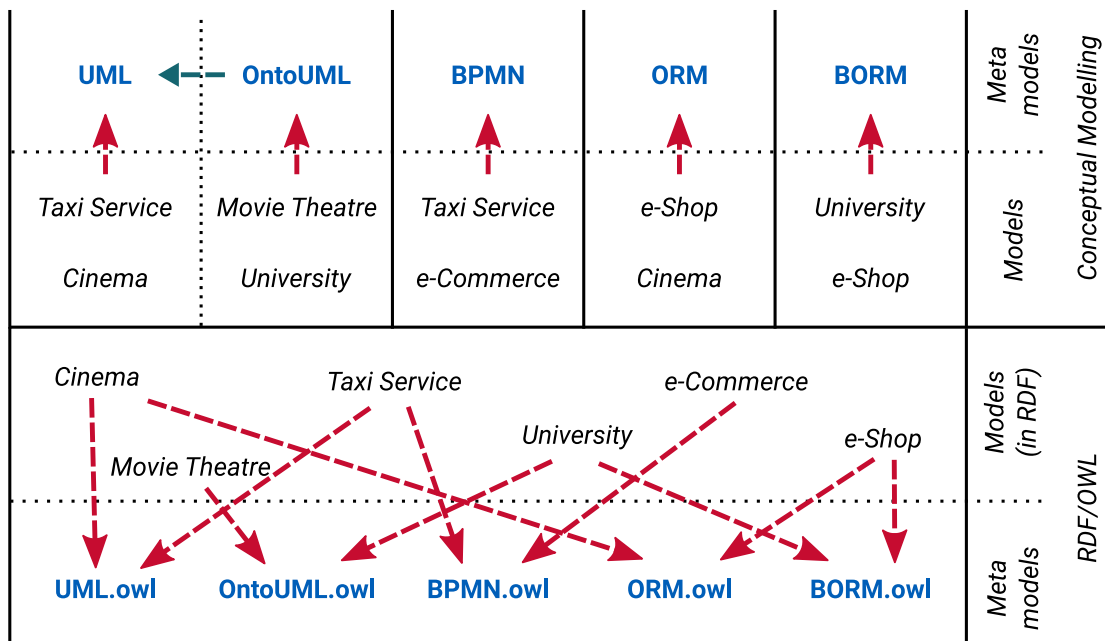 UML
OntoUML
BPMN
ORM
BORM
Meta
models
Conceptual Modelling
Taxi Service
Movie Theatre
Taxi Service
e-Shop
University
Models
Cinema
University
e-Commerce
Cinema
e-Shop
Cinema
Taxi Service
e-Commerce
Models
(in RDF)
University
e-Shop
Movie Theatre
RDF/OWL
UML.owl
OntoUML.owl
BPMN.owl
ORM.owl
BORM.owl
Meta
models